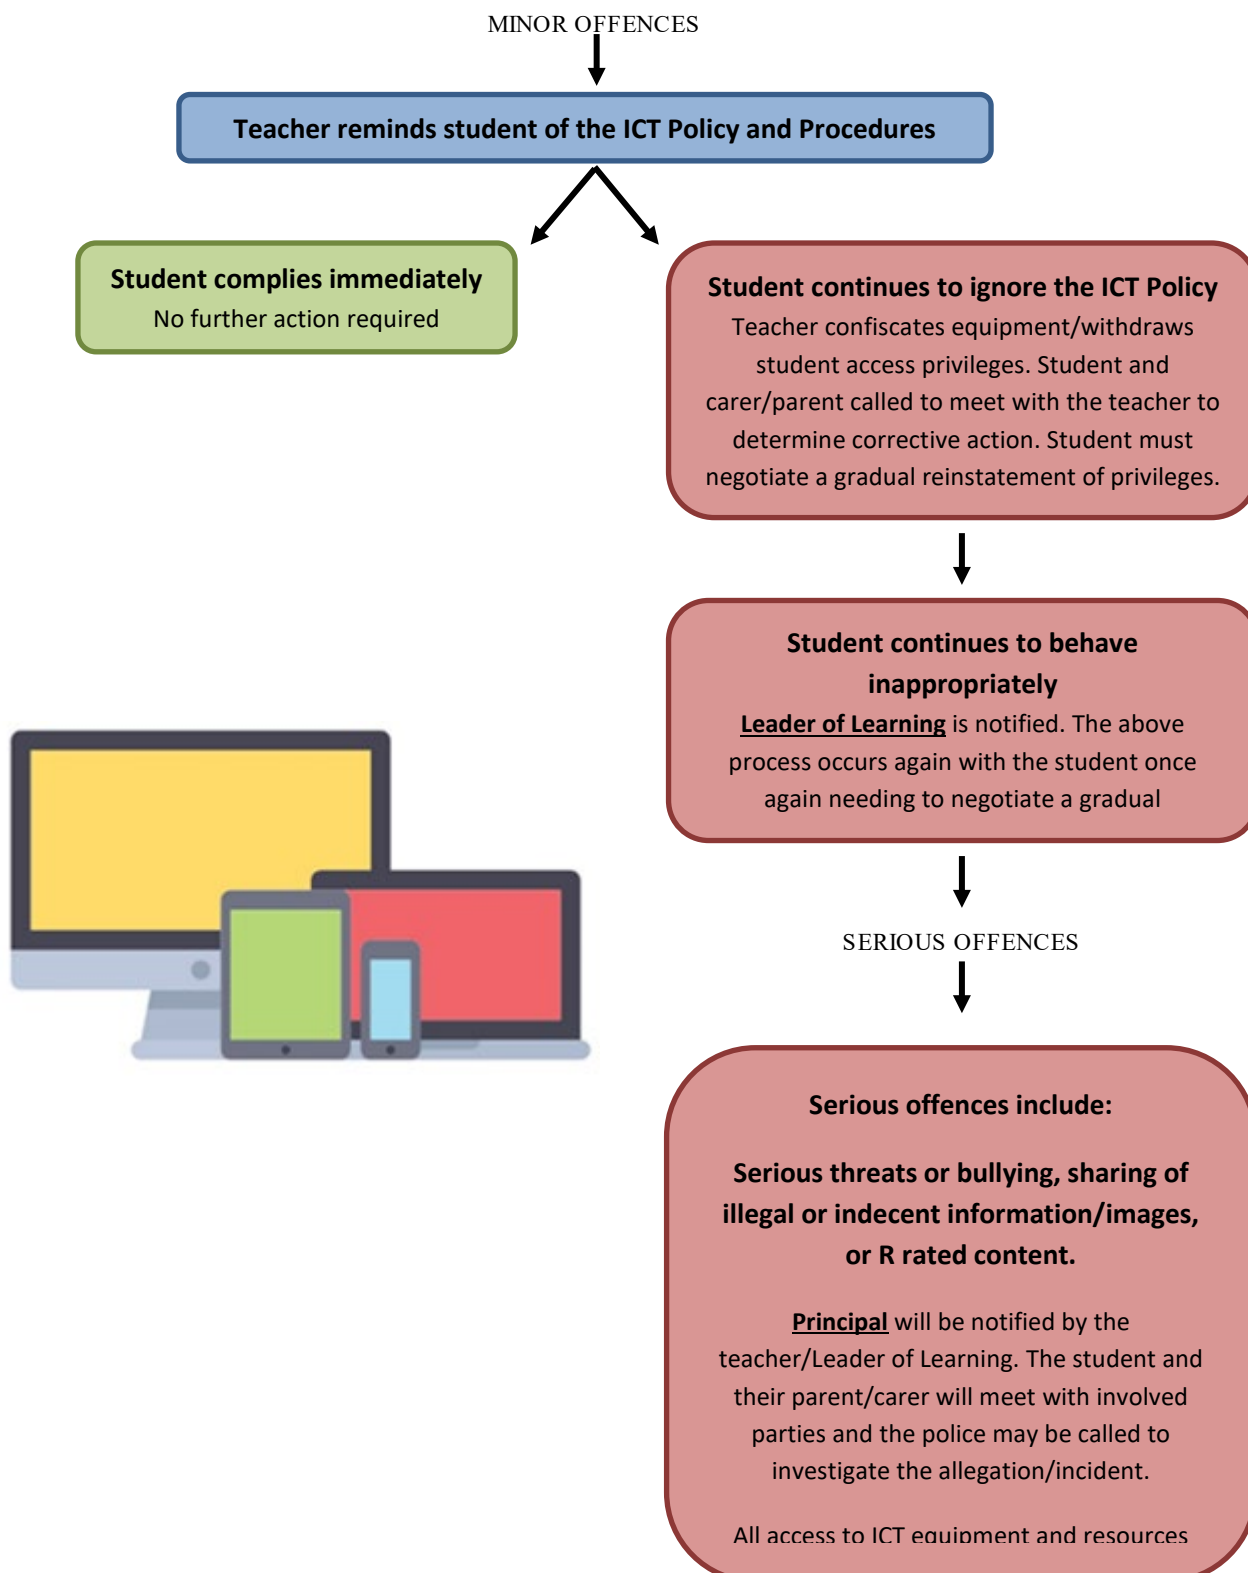 MINOR OFFENCES
Teacher reminds student of the ICT Policy and Procedures
Student complies immediately
No further action required
Student continues to ignore the ICT Policy
Teacher confiscates equipment/withdraws
student access privileges. Student and
carer/parent called to meet with the teacher to
determine corrective action. Student must
negotiate a gradual reinstatement of privileges.
Student continues to behave
inappropriately
Leader of Learning is notified. The above
process occurs again with the student once
again needing to negotiate a gradual
SERIOUS OFFENCES
Serious offences include:
Serious threats or bullying, sharing of
illegal or indecent information/images,
or R rated content.
Principal will be notified by the
teacher/Leader of Learning. The student and
their parent/carer will meet with involved
parties and the police may be called to
investigate the allegation/incident.
All access to ICT equipment and resources